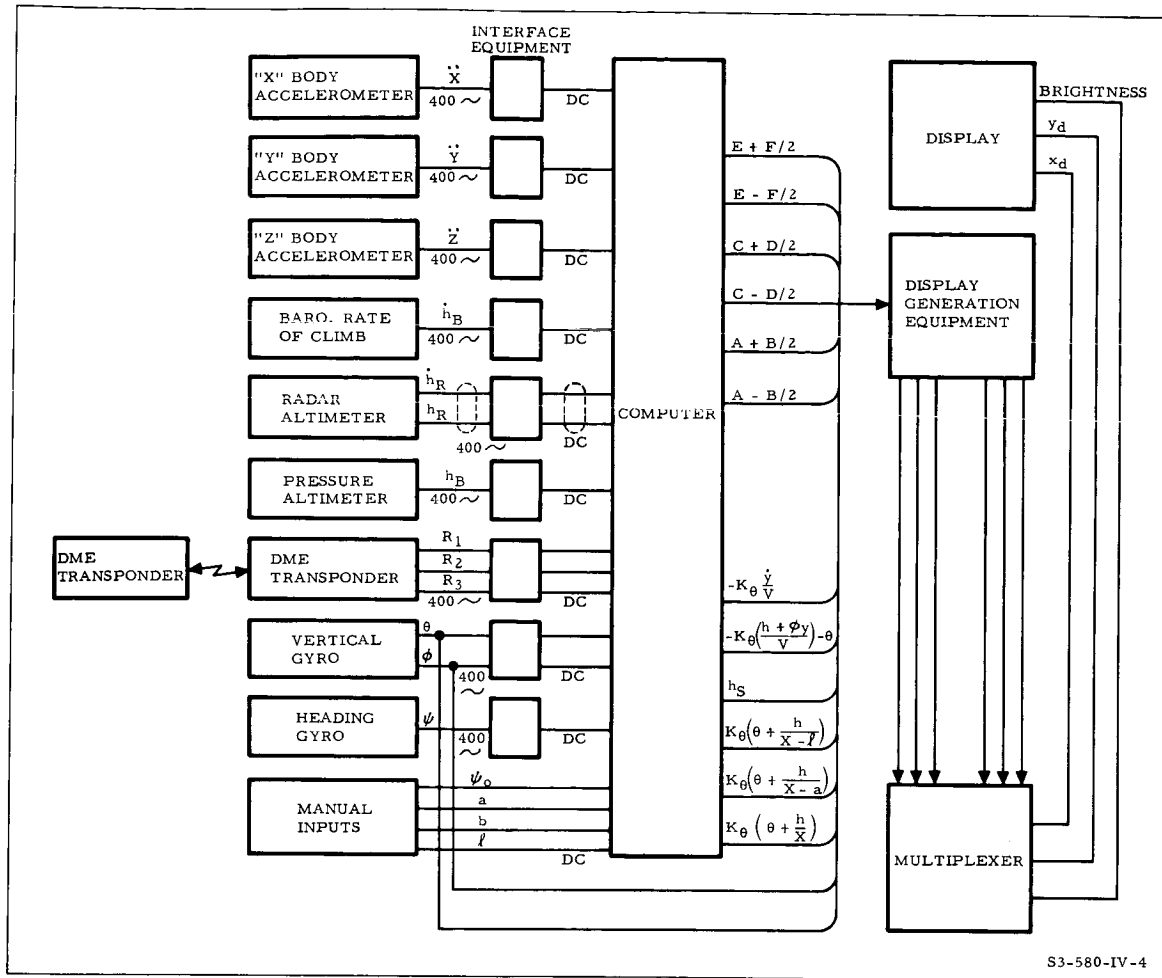 INTERFACE
EQUIPMENT
"X" BODY
ACCELEROMETER
Ẍ
400 ~
DC
"Y" BODY
ACCELEROMETER
Ÿ
400 ~
DC
"Z" BODY
ACCELEROMETER
Z̈
400 ~
DC
BARO. RATE
OF CLIMB
ḣB
400 ~
DC
RADAR
ALTIMETER
ḣR
hR
400 ~
DC
PRESSURE
ALTIMETER
hB
400 ~
DC
DME
TRANSPONDER
DME
TRANSPONDER
R1
R2
R3
400 ~
DC
VERTICAL
GYRO
θ
ϕ
400
~
DC
HEADING
GYRO
ψ
400
~
DC
MANUAL
INPUTS
ψo
a
b
ℓ
DC
COMPUTER
E + F/2
E - F/2
C + D/2
C - D/2
A + B/2
A - B/2
-Kθ ẏ/V
-Kθ((h + ϕy)/V)-θ
hS
Kθ(θ + h/(X - ℓ))
Kθ(θ + h/(X - a))
Kθ (θ + h/X)
DISPLAY
BRIGHTNESS
yd
xd
DISPLAY
GENERATION
EQUIPMENT
MULTIPLEXER
S3-580-IV-4